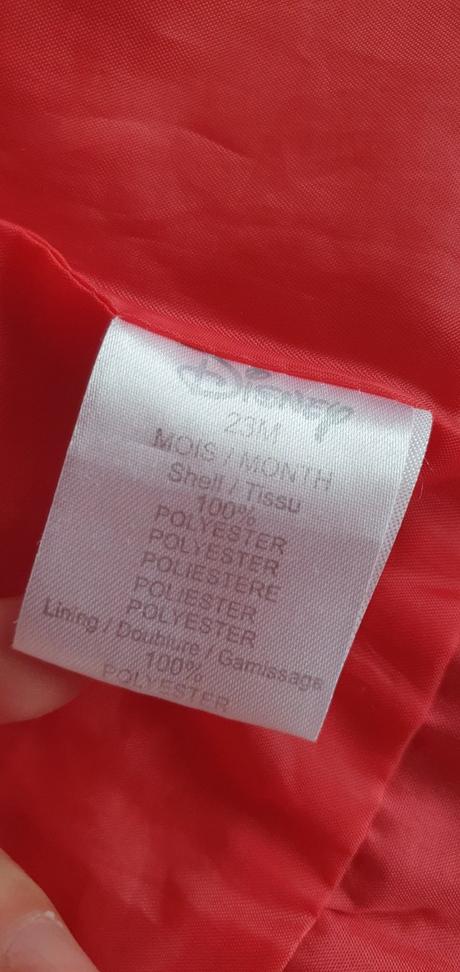 Disney
23M
MOIS / MONTH
Shell / Tissu
100%
POLYESTER
POLYESTER
POLIESTERE
POLIESTER
POLYESTER
Lining / Doublure / Garnissage
100%
POLYESTER